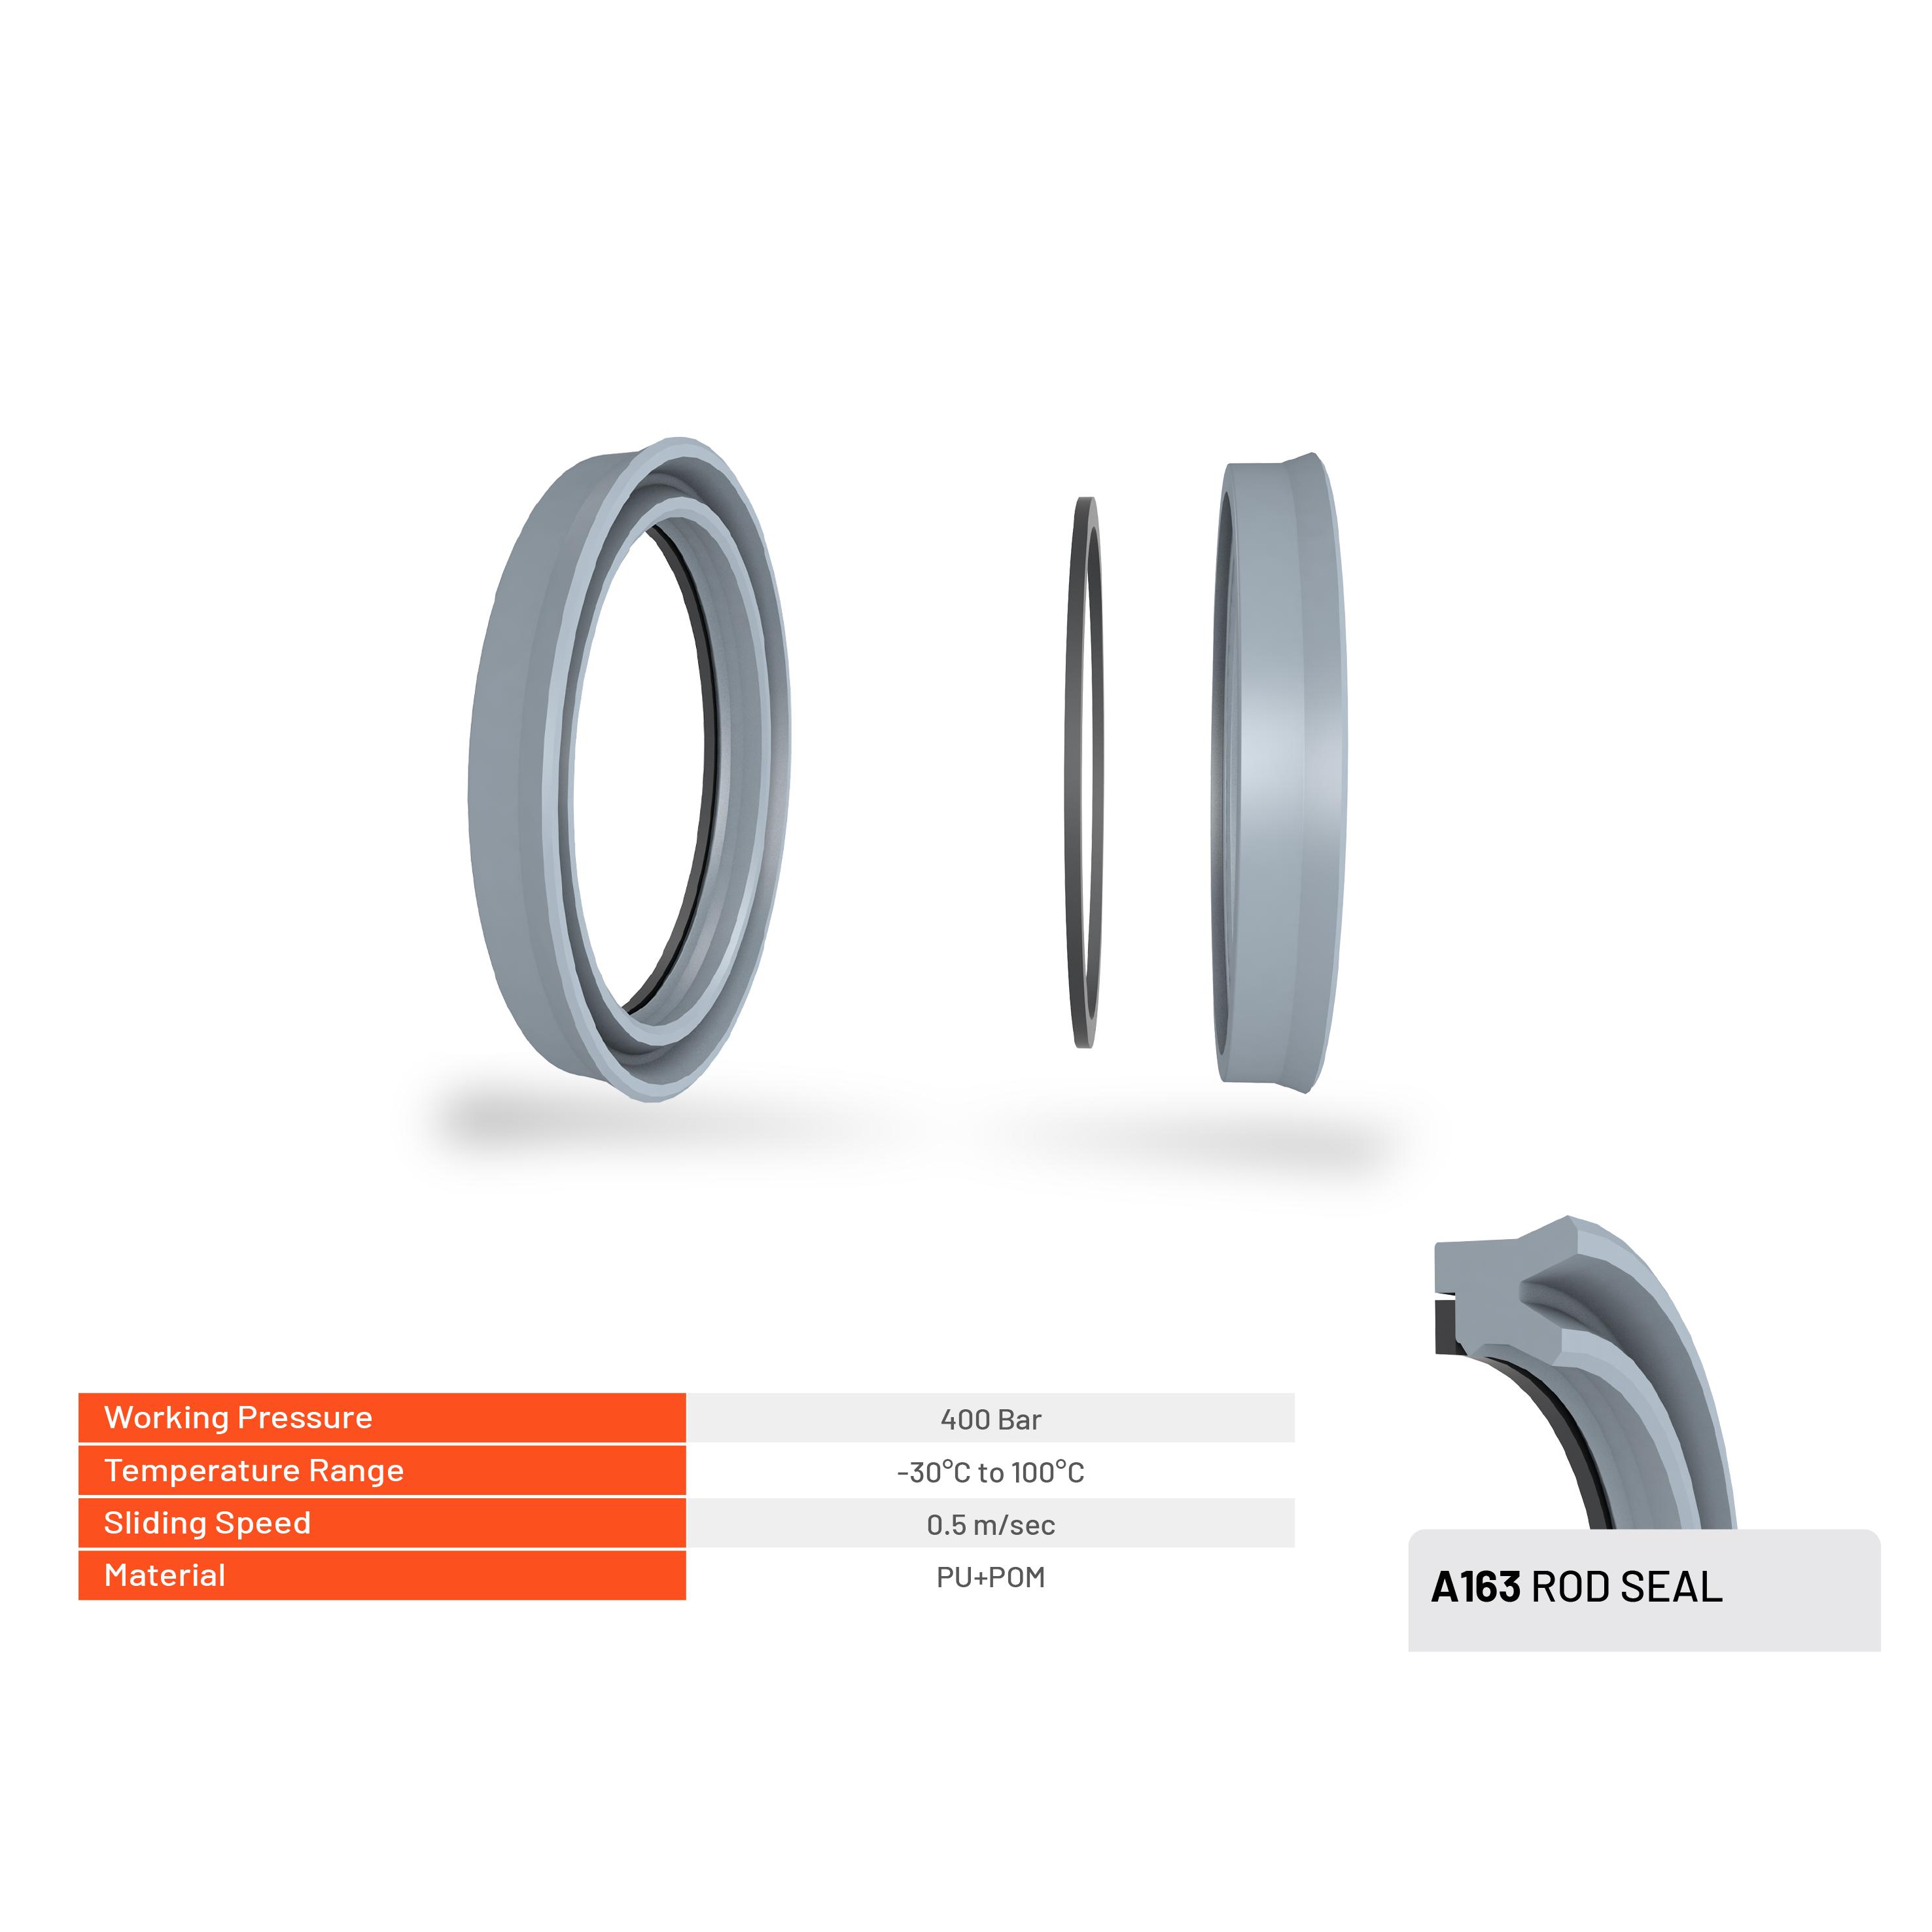 Working Pressure 400 Bar
Temperature Range -30°C to 100°C
Sliding Speed 0.5 m/sec
Material PU+POM
A163 ROD SEAL